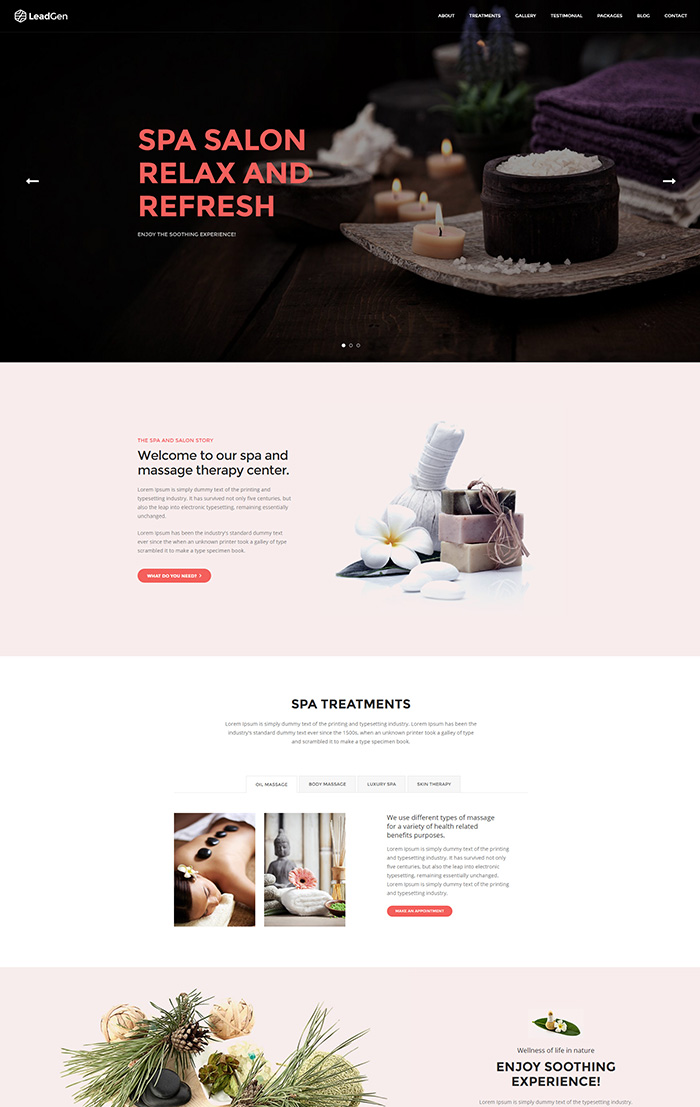 LeadGen
ABOUT TREATMENTS GALLERY TESTIMONIAL PACKAGES BLOG CONTACT
SPA SALON
RELAX AND
REFRESH
ENJOY THE SOOTHING EXPERIENCE!
THE SPA AND SALON STORY
Welcome to our spa and
massage therapy center.
Lorem Ipsum is simply dummy text of the printing and
typesetting industry. It has survived not only five centuries, but
also the leap into electronic typesetting, remaining essentially
unchanged.
Lorem Ipsum has been the industry's standard dummy text
ever since the when an unknown printer took a galley of type
scrambled it to make a type specimen book.
WHAT DO YOU NEED? >
SPA TREATMENTS
Lorem Ipsum is simply dummy text of the printing and typesetting industry. Lorem Ipsum has been the
industry's standard dummy text ever since the 1500s, when an unknown printer took a galley of type
and scrambled it to make a type specimen book.
OIL MASSAGE BODY MASSAGE LUXURY SPA SKIN THERAPY
We use different types of massage
for a variety of health related
benefits purposes.
Lorem Ipsum is simply dummy text of the printing
and typesetting industry. It has survived not only
five centuries, but also the leap into electronic
typesetting, remaining essentially unchanged.
Lorem Ipsum is simply dummy text of the printing
and typesetting industry.
MAKE AN APPOINTMENT
Wellness of life in nature
ENJOY SOOTHING
EXPERIENCE!
Lorem Ipsum is simply dummy text of the printing and typesetting industry.